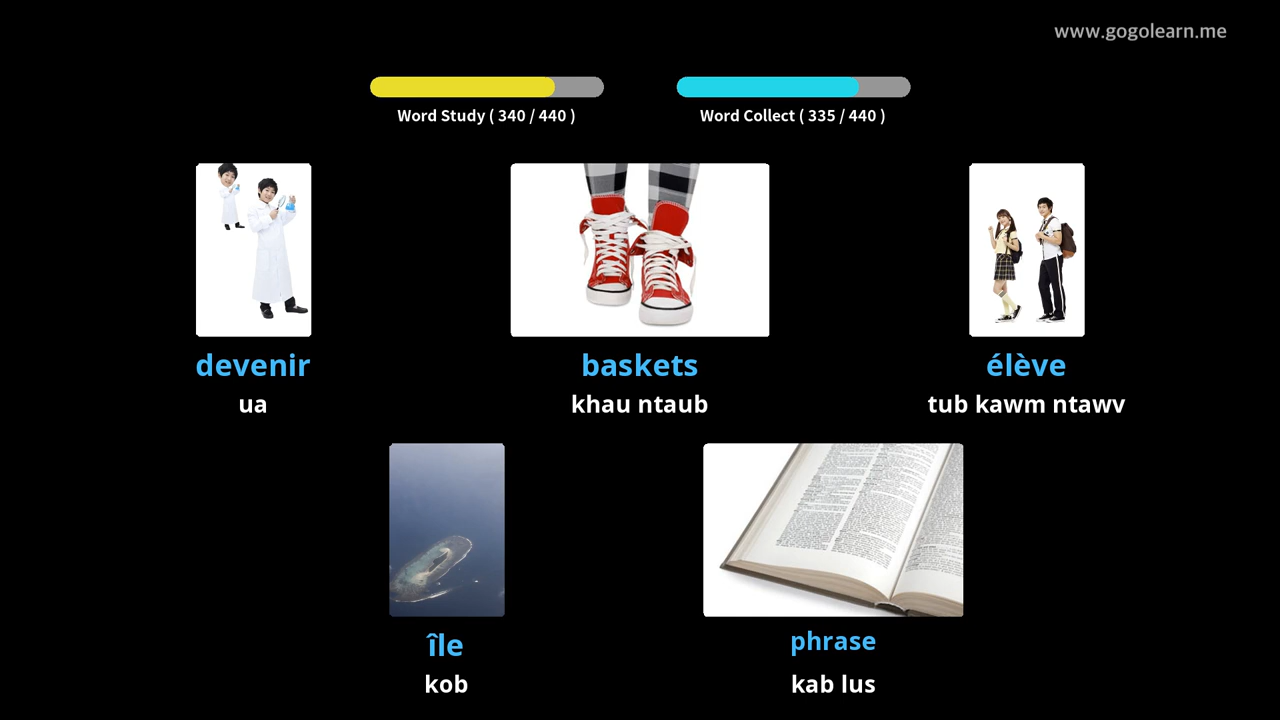 www.gogolearn.me
Word Study ( 340 / 440 )
Word Collect ( 335 / 440 )
devenir
ua
baskets
khau ntaub
élève
tub kawm ntawv
île
kob
phrase
kab lus